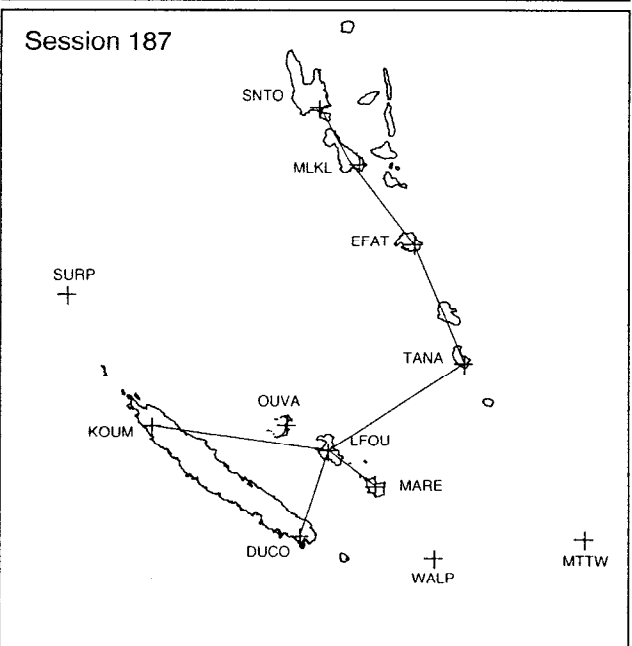 Session 187
SNTO
MLKL
EFAT
SURP
TANA
OUVA
KOUM
LFOU
MARE
DUCO
MTTW
WALP